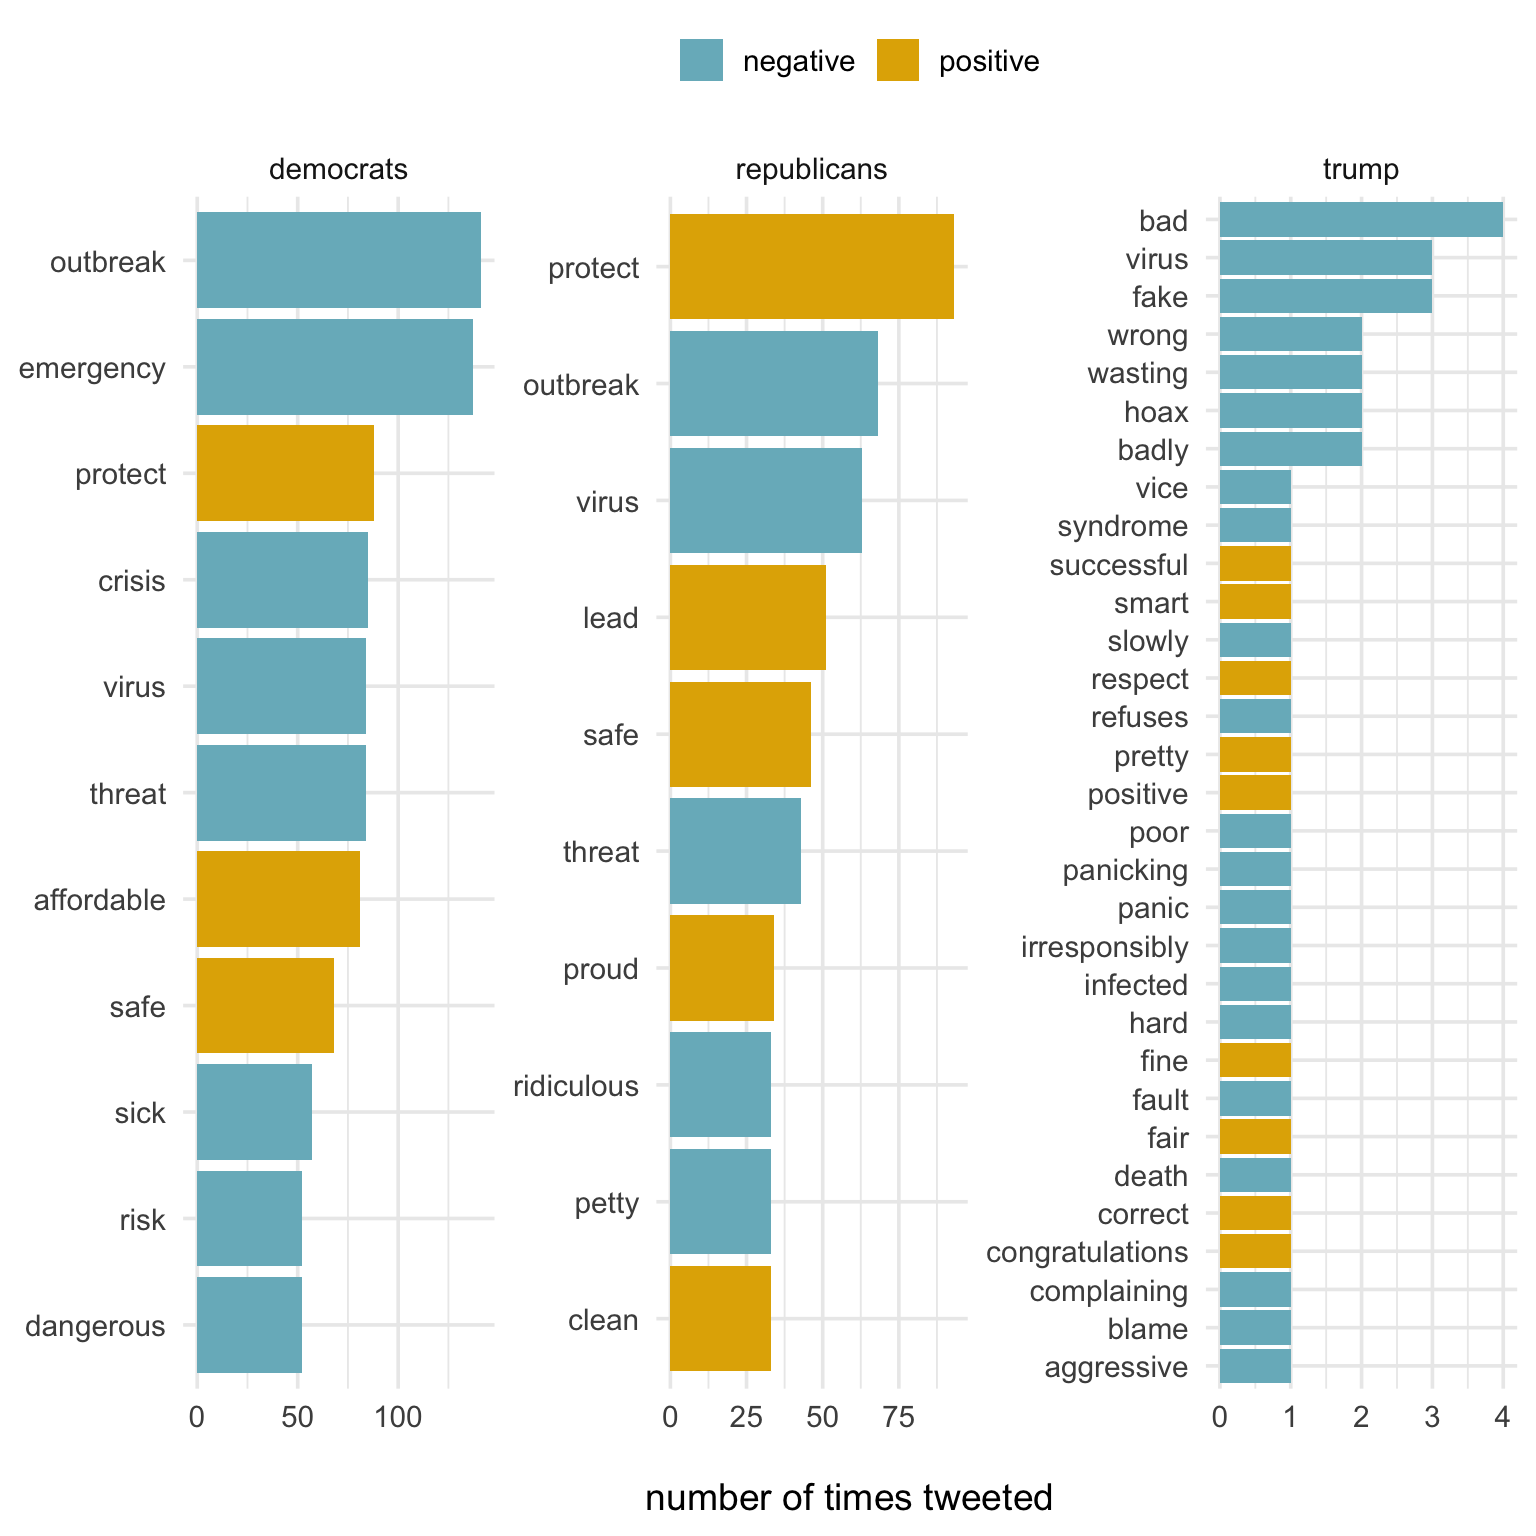 negative
positive
democrats
outbreak
emergency
protect
crisis
virus
threat
affordable
safe
sick
risk
dangerous
0 50 100
republicans
protect
outbreak
virus
lead
safe
threat
proud
ridiculous
petty
clean
0 25 50 75
trump
bad
virus
fake
wrong
wasting
hoax
badly
vice
syndrome
successful
smart
slowly
respect
refuses
pretty
positive
poor
panicking
panic
irresponsibly
infected
hard
fine
fault
fair
death
correct
congratulations
complaining
blame
aggressive
0 1 2 3 4
number of times tweeted